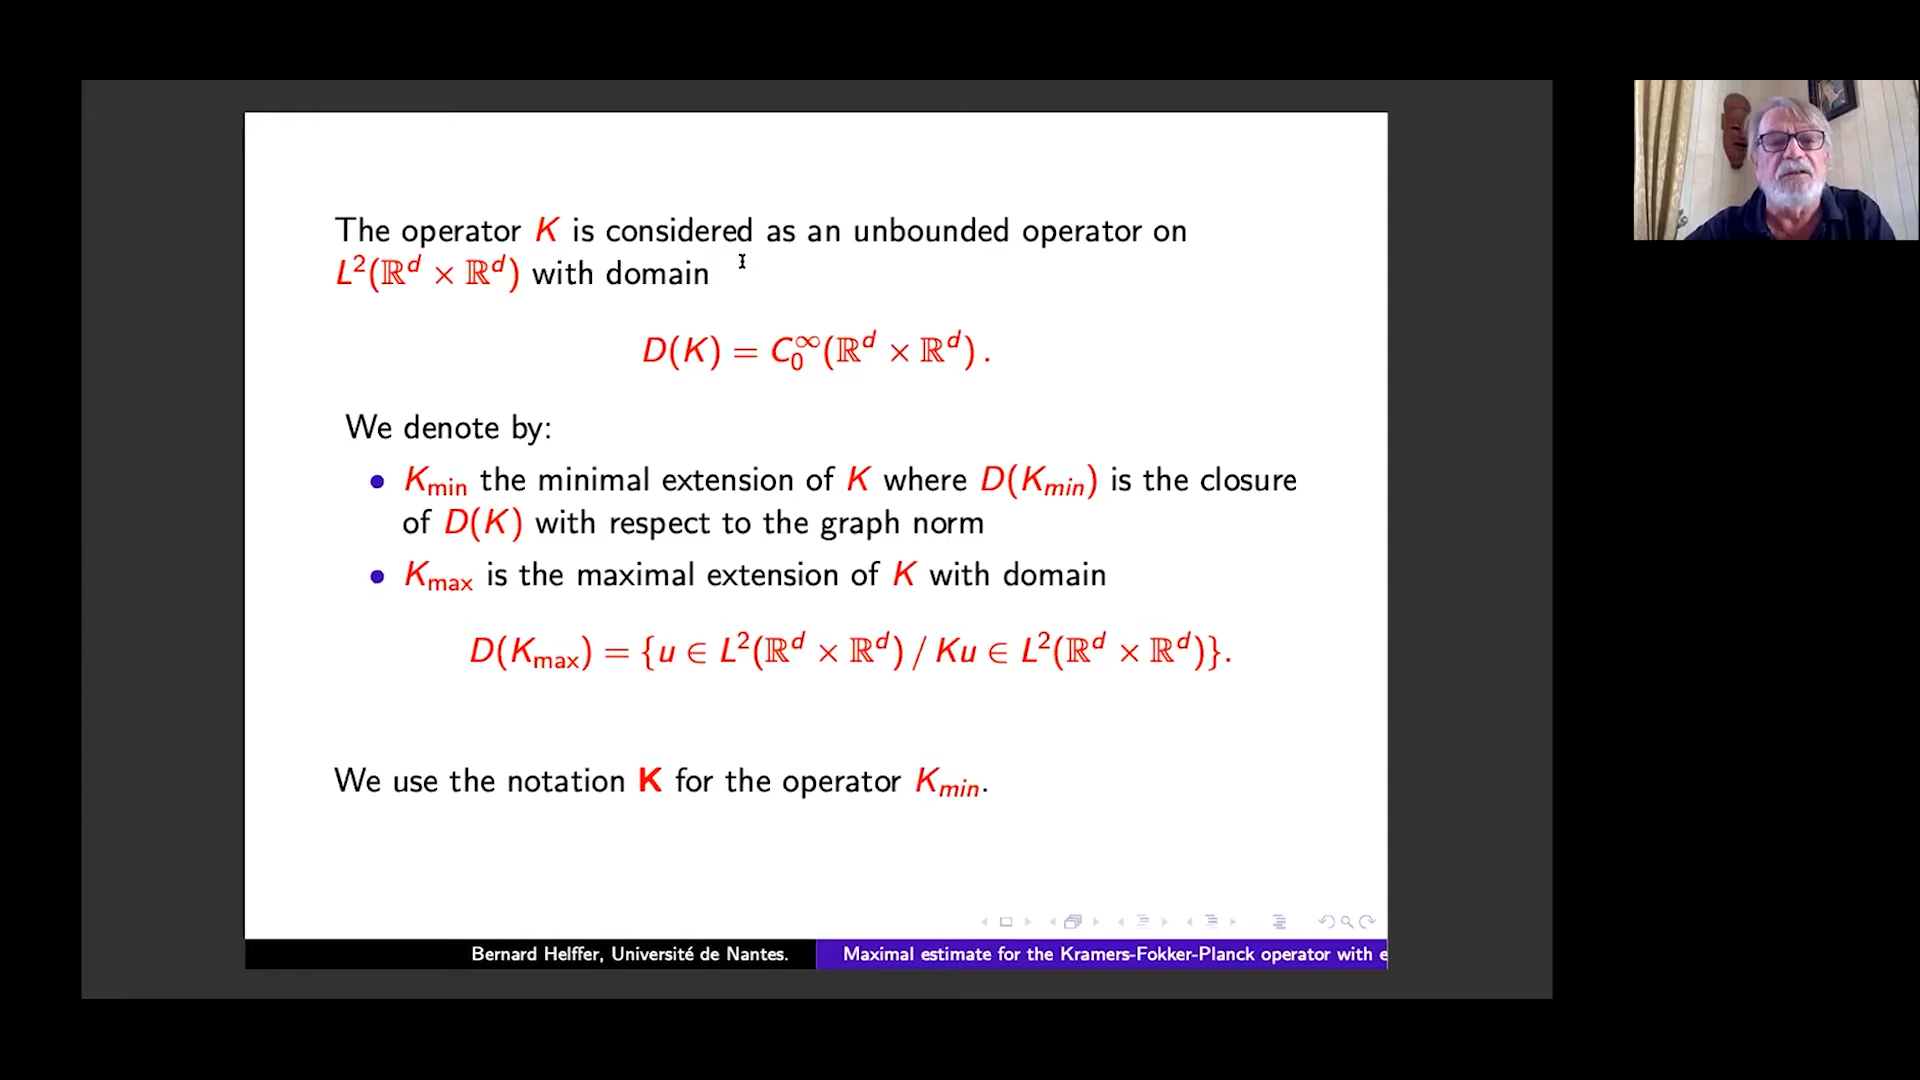 The operator K is considered as an unbounded operator on
L²(ℝᵈ × ℝᵈ) with domain
D(K) = C₀^∞(ℝᵈ × ℝᵈ) .
We denote by:
• K_min the minimal extension of K where D(K_min) is the closure
of D(K) with respect to the graph norm
• K_max is the maximal extension of K with domain
D(K_max) = {u ∈ L²(ℝᵈ × ℝᵈ) / Ku ∈ L²(ℝᵈ × ℝᵈ)}.
We use the notation K for the operator K_min.
Bernard Helffer, Université de Nantes.
Maximal estimate for the Kramers-Fokker-Planck operator with e